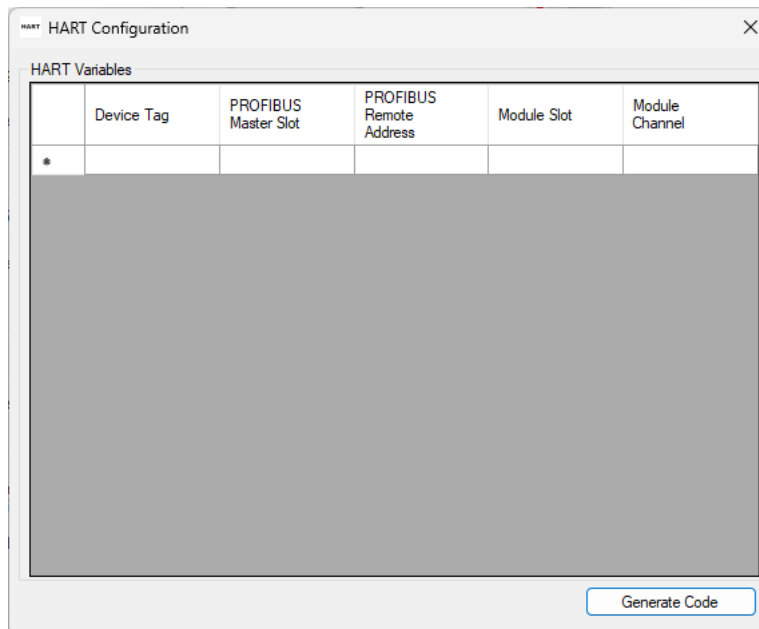 HART HART Configuration
HART Variables
Device Tag
PROFIBUS
Master Slot
PROFIBUS
Remote
Address
Module Slot
Module
Channel
Generate Code